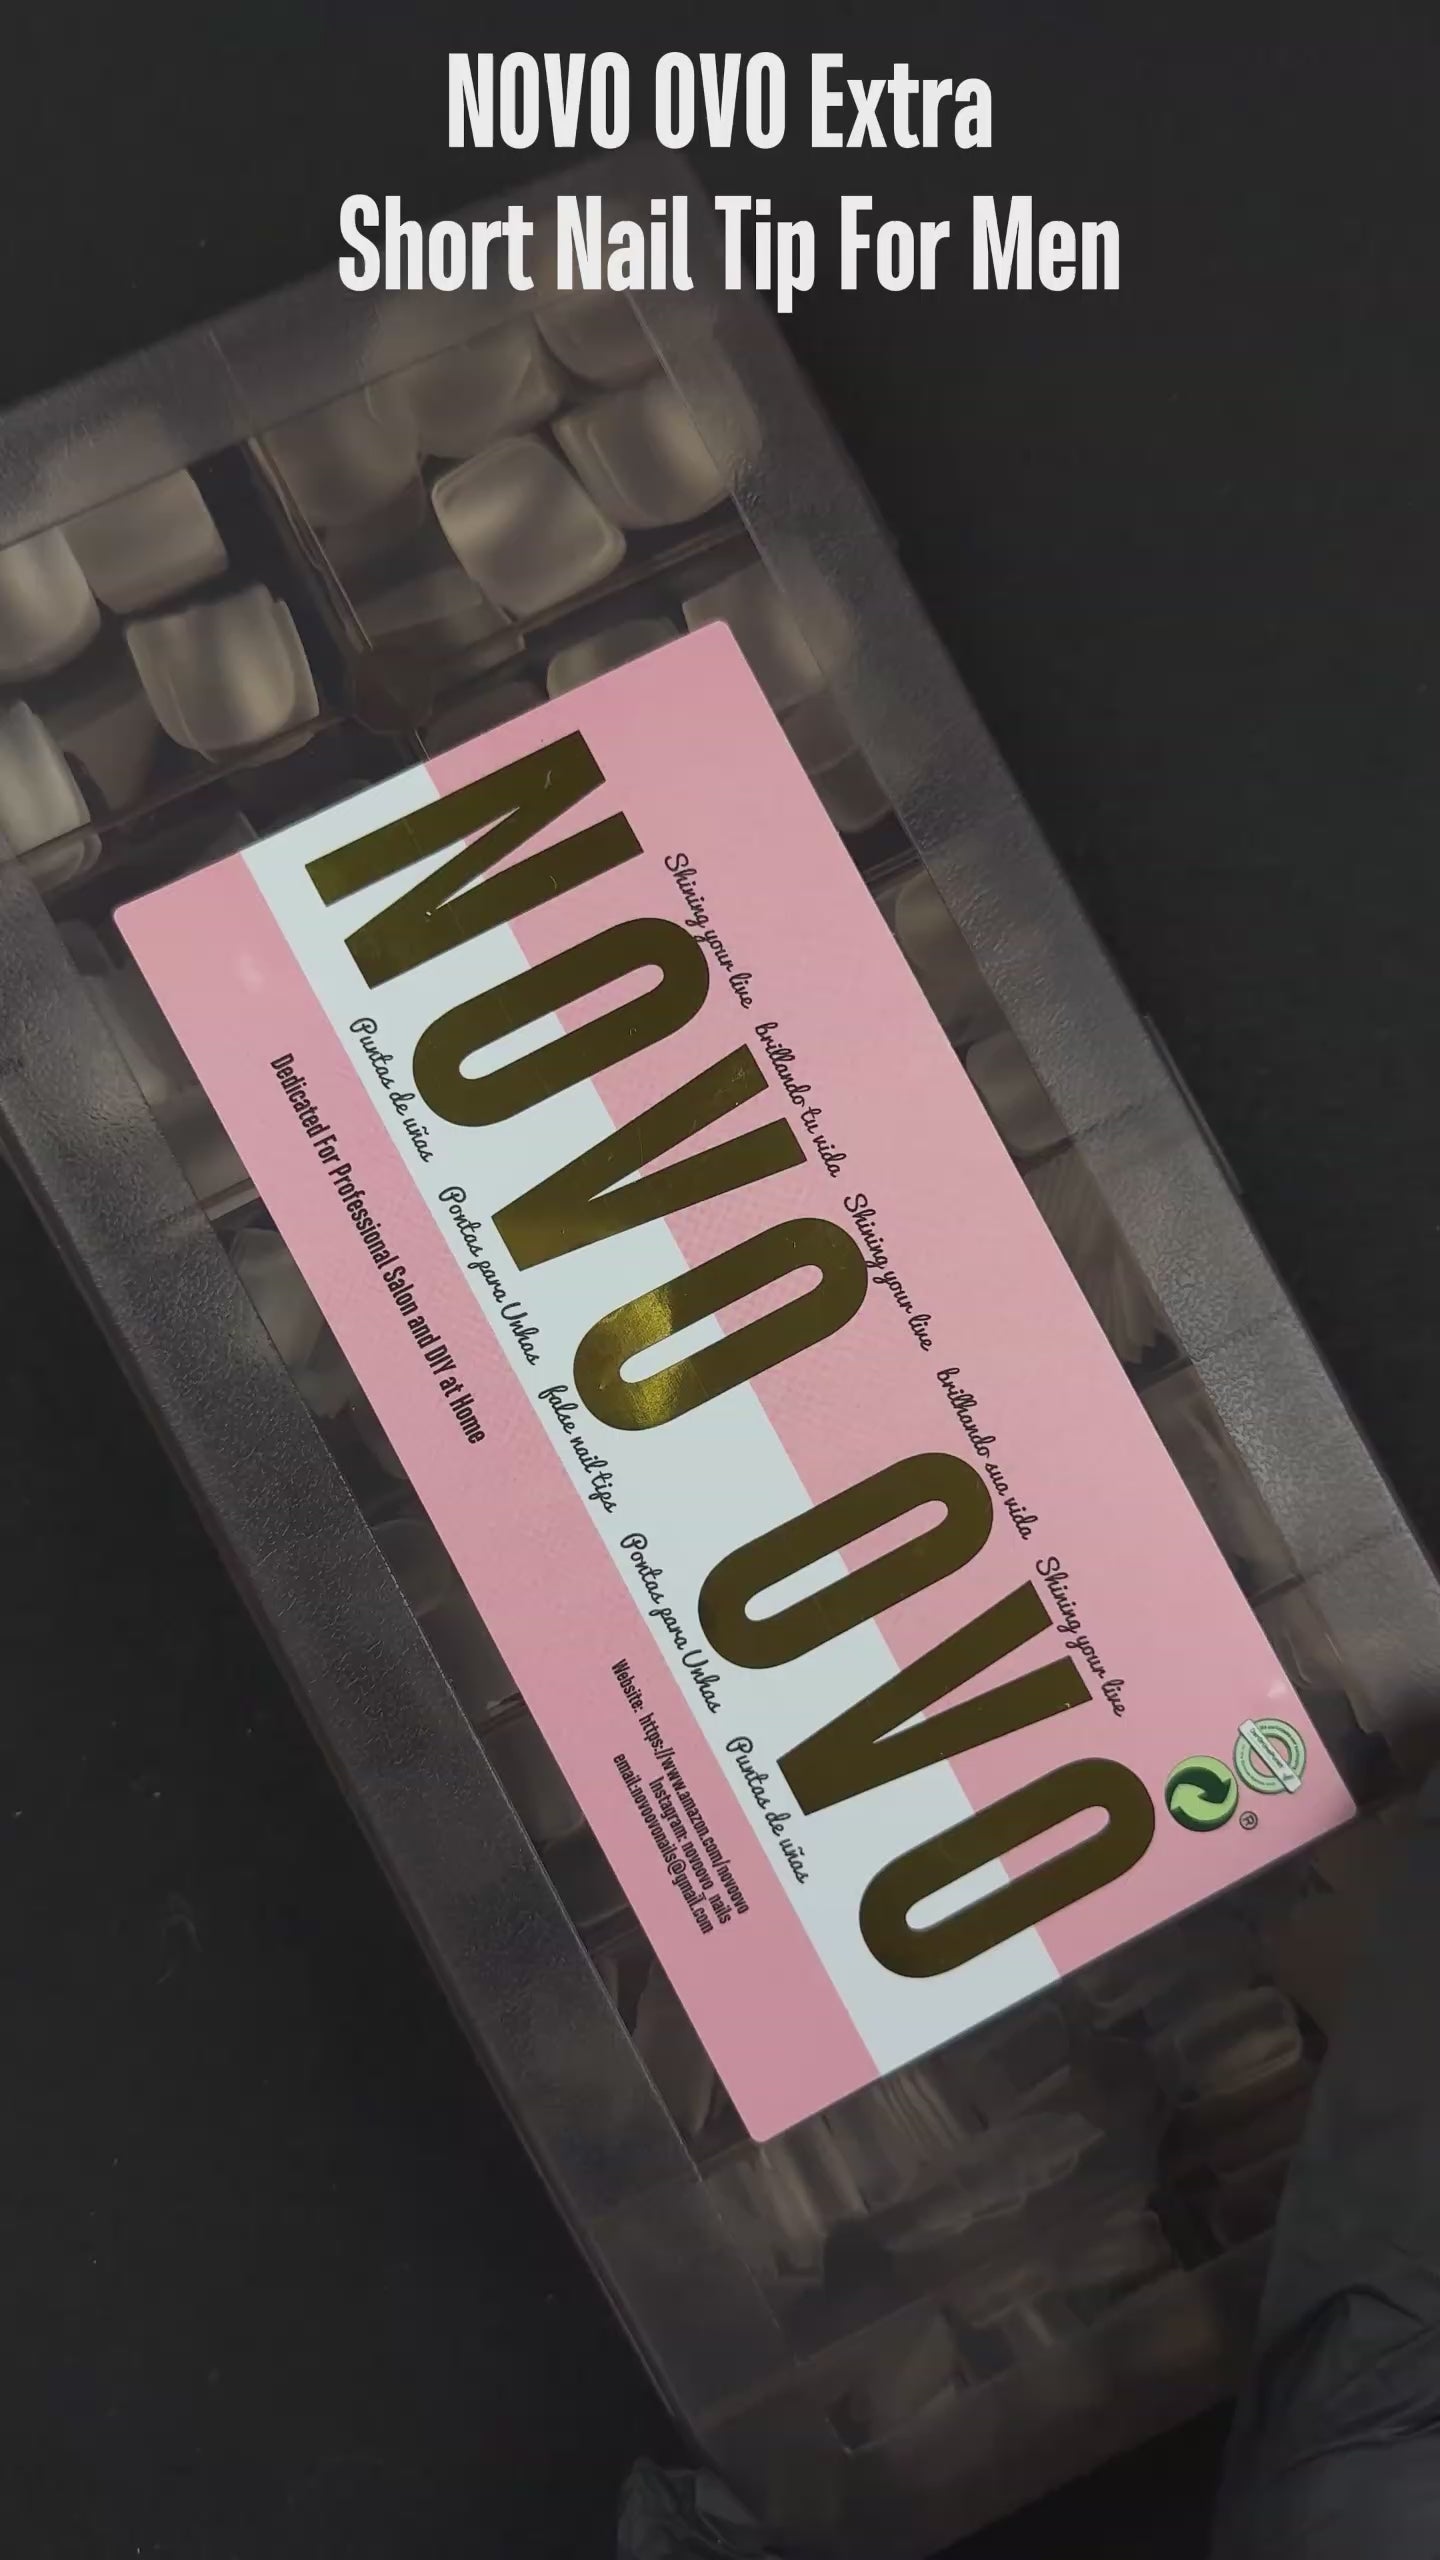 NOVO OVO Extra
Short Nail Tip For Men
Shining your live brillando tu vida Shining your live brilhando sua vida Shining your live
NOVO OVO
®
Puntas de uñas Pontas para Unhas false nail tips Pontas para Unhas Puntas de uñas
Dedicated For Professional Salon and DIY at Home
Website: https://www.amazon.com/novoovo
Instagram: novoovo_nails
email:novoovonails@gmail.com